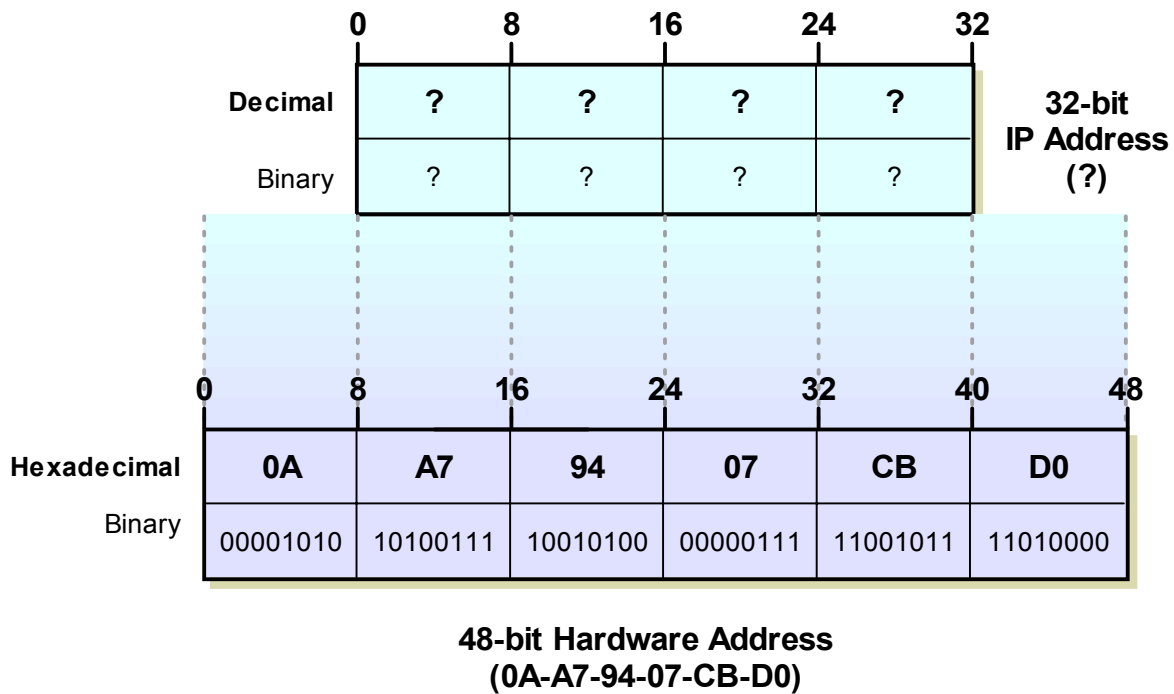 0 8 16 24 32
Decimal ? ? ? ?
Binary ? ? ? ?
32-bit
IP Address
(?)
0 8 16 24 32 40 48
Hexadecimal 0A A7 94 07 CB D0
Binary 00001010 10100111 10010100 00000111 11001011 11010000
48-bit Hardware Address
(0A-A7-94-07-CB-D0)